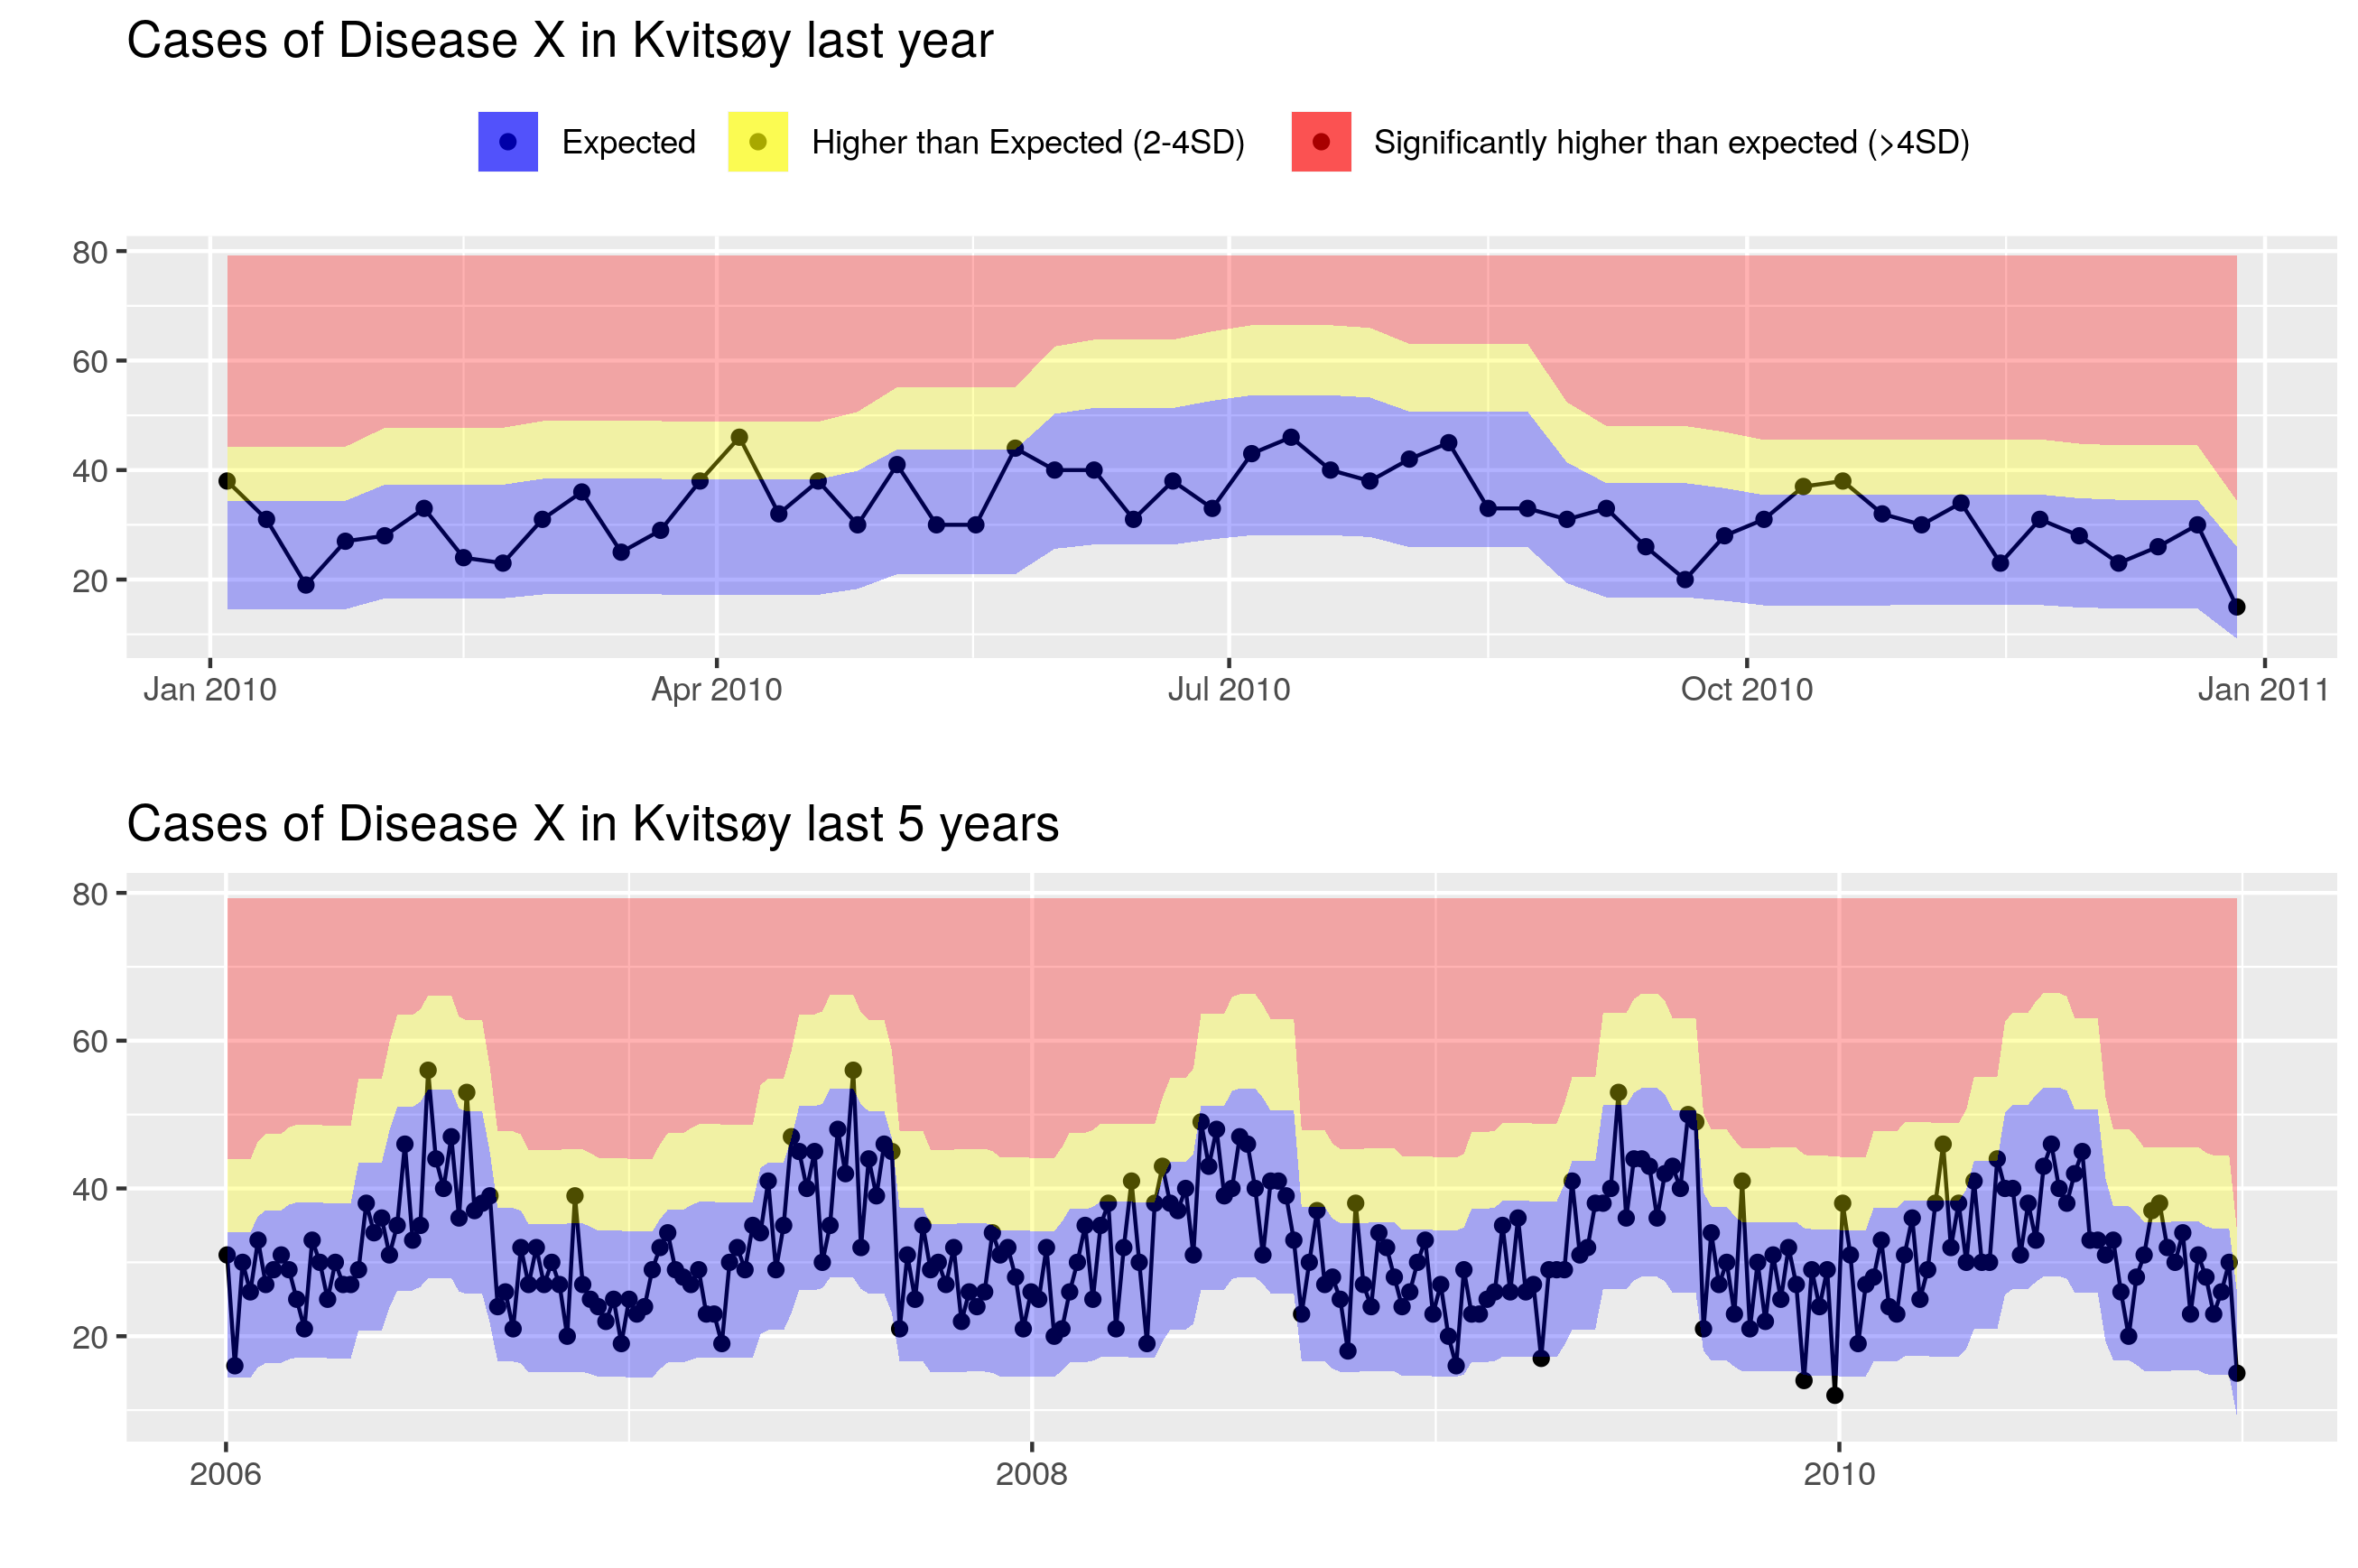 Cases of Disease X in Kvitsøy last year
Expected Higher than Expected (2-4SD) Significantly higher than expected (>4SD)
80
60
40
20
Jan 2010 Apr 2010 Jul 2010 Oct 2010 Jan 2011
Cases of Disease X in Kvitsøy last 5 years
80
60
40
20
2006 2008 2010